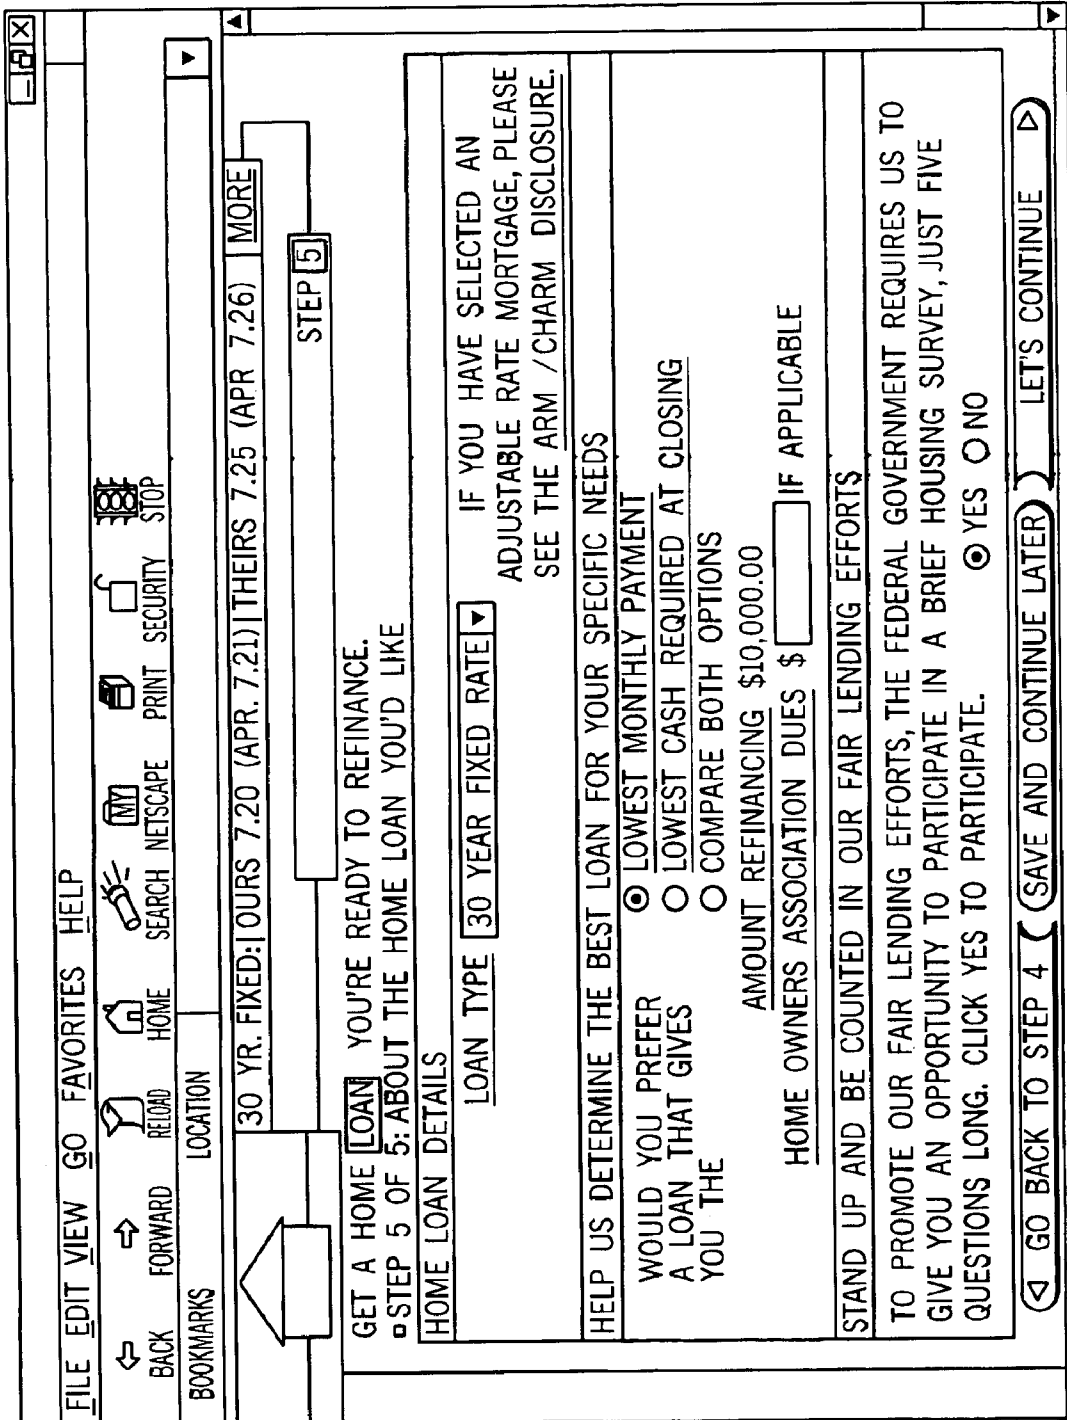 FILE EDIT VIEW GO FAVORITES HELP
BACK FORWARD RELOAD HOME SEARCH NETSCAPE PRINT SECURITY STOP
MY
BOOKMARKS LOCATION
30 YR. FIXED:|OURS 7.20 (APR. 7.21)|THEIRS 7.25 (APR 7.26) MORE
STEP 5
GET A HOME LOAN YOU'RE READY TO REFINANCE.
STEP 5 OF 5: ABOUT THE HOME LOAN YOU'D LIKE
HOME LOAN DETAILS
LOAN TYPE 30 YEAR FIXED RATE
IF YOU HAVE SELECTED AN
ADJUSTABLE RATE MORTGAGE, PLEASE
SEE THE ARM /CHARM DISCLOSURE.
HELP US DETERMINE THE BEST LOAN FOR YOUR SPECIFIC NEEDS
WOULD YOU PREFER
A LOAN THAT GIVES
YOU THE
LOWEST MONTHLY PAYMENT
LOWEST CASH REQUIRED AT CLOSING
COMPARE BOTH OPTIONS
AMOUNT REFINANCING $10,000.00
HOME OWNERS ASSOCIATION DUES $ IF APPLICABLE
STAND UP AND BE COUNTED IN OUR FAIR LENDING EFFORTS
TO PROMOTE OUR FAIR LENDING EFFORTS, THE FEDERAL GOVERNMENT REQUIRES US TO
GIVE YOU AN OPPORTUNITY TO PARTICIPATE IN A BRIEF HOUSING SURVEY, JUST FIVE
QUESTIONS LONG. CLICK YES TO PARTICIPATE. YES NO
GO BACK TO STEP 4 SAVE AND CONTINUE LATER LET'S CONTINUE